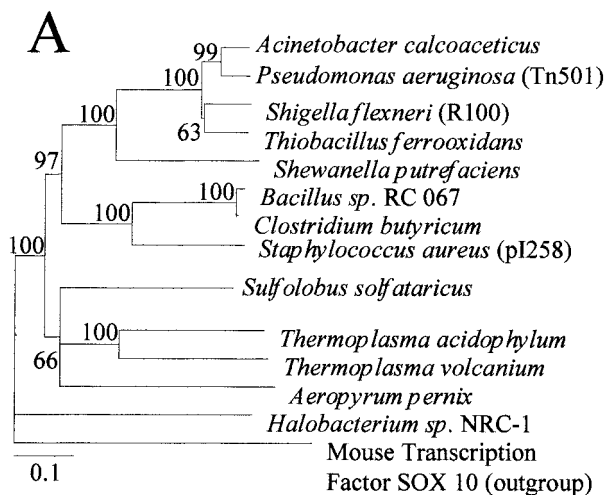 A
99
Acinetobacter calcoaceticus
100
Pseudomonas aeruginosa (Tn501)
100
Shigella flexneri (R100)
63
Thiobacillus ferrooxidans
97
Shewanella putrefaciens
100
Bacillus sp. RC 067
100
Clostridium butyricum
100
Staphylococcus aureus (pI258)
Sulfolobus solfataricus
100
Thermoplasma acidophylum
66
Thermoplasma volcanium
Aeropyrum pernix
Halobacterium sp. NRC-1
Mouse Transcription
0.1
Factor SOX 10 (outgroup)